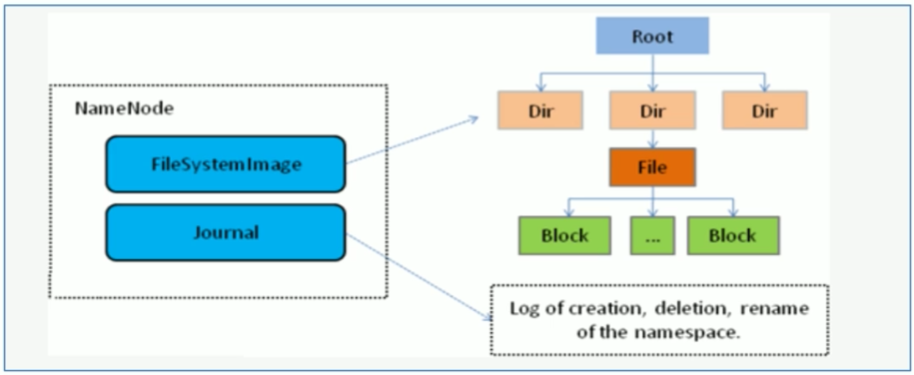 NameNode
FileSystemImage
Journal
Root
Dir
Dir
Dir
File
Block
...
Block
Log of creation, deletion, rename
of the namespace.